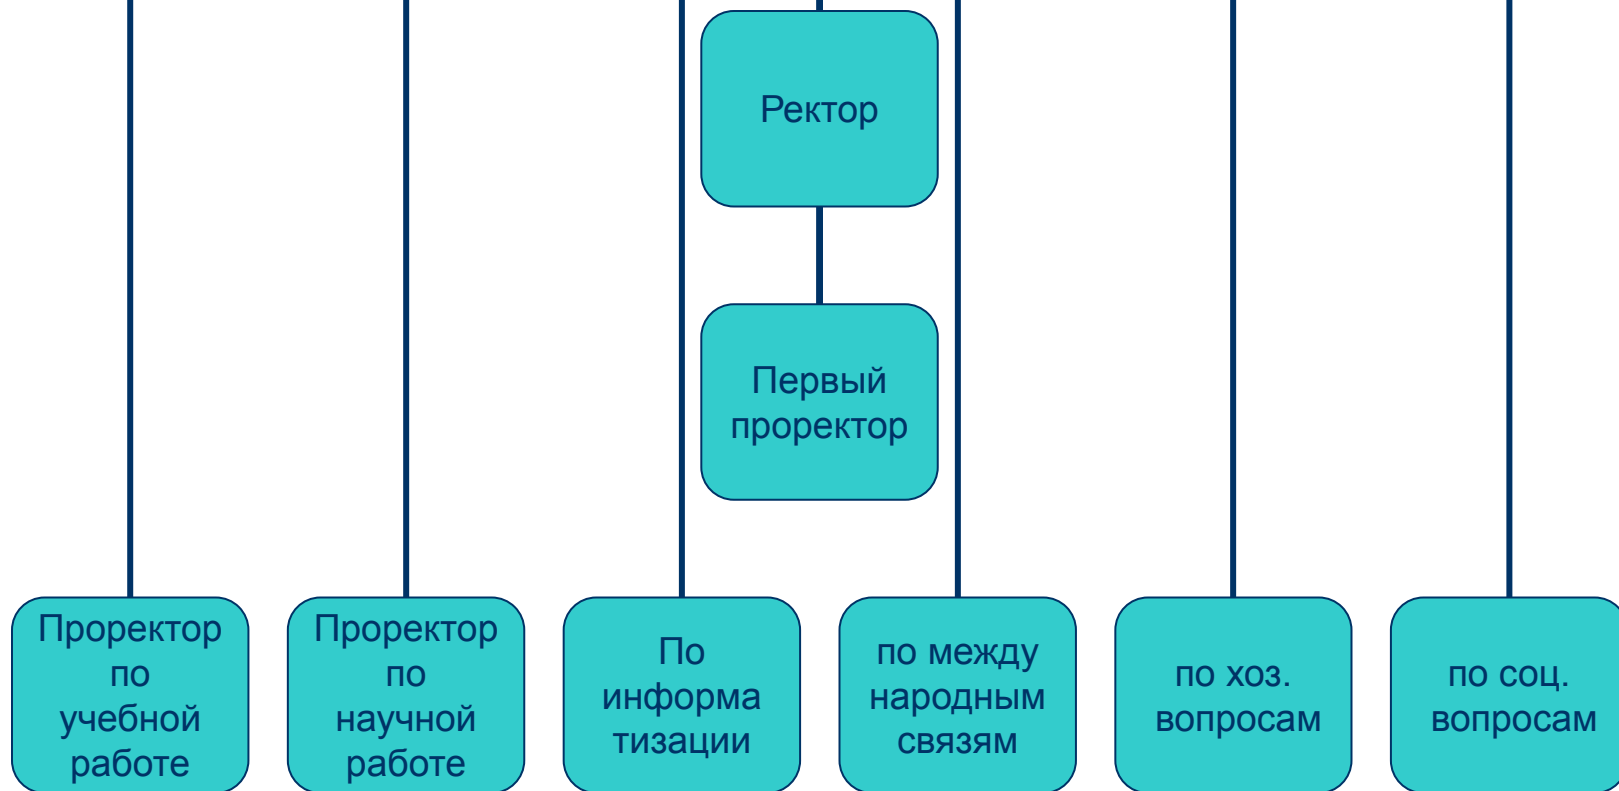 Ректор
Первый
проректор
Проректор
по
учебной
работе
Проректор
по
научной
работе
По
информа
тизации
по между
народным
связям
по хоз.
вопросам
по соц.
вопросам